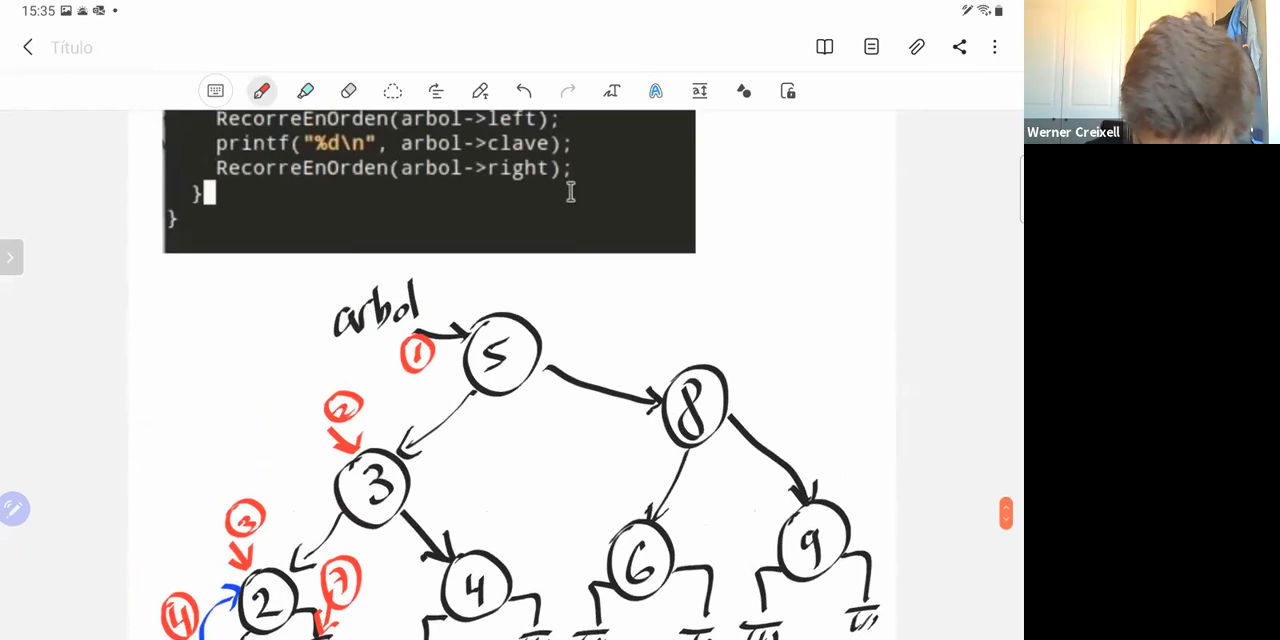 15:35
Título
Werner Creixell
RecorreEnOrden(arbol->left);
printf("%d\n", arbol->clave);
RecorreEnOrden(arbol->right);
}
}
arbol
1
5
2
8
3
3
6
9
2
4
4